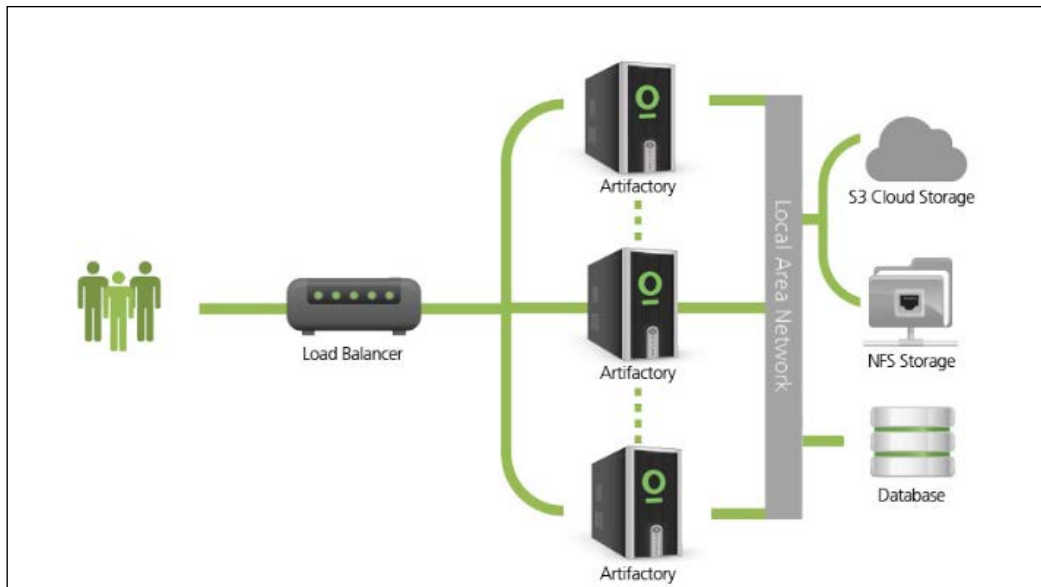 Artifactory
S3 Cloud Storage
Local Area Network
Load Balancer
Artifactory
NFS Storage
Database
Artifactory